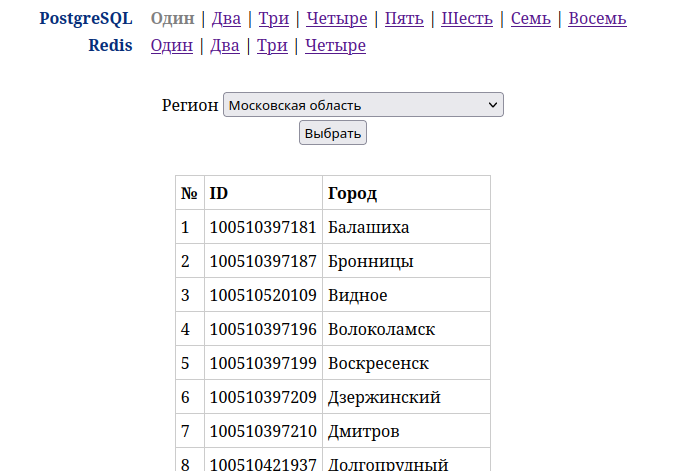 PostgreSQL Один | Два | Три | Четыре | Пять | Шесть | Семь | Восемь
Redis Один | Два | Три | Четыре
Регион Московская область
Выбрать
№ ID Город
1 100510397181 Балашиха
2 100510397187 Бронницы
3 100510520109 Видное
4 100510397196 Волоколамск
5 100510397199 Воскресенск
6 100510397209 Дзержинский
7 100510397210 Дмитров
8 100510421937 Долгопрудный